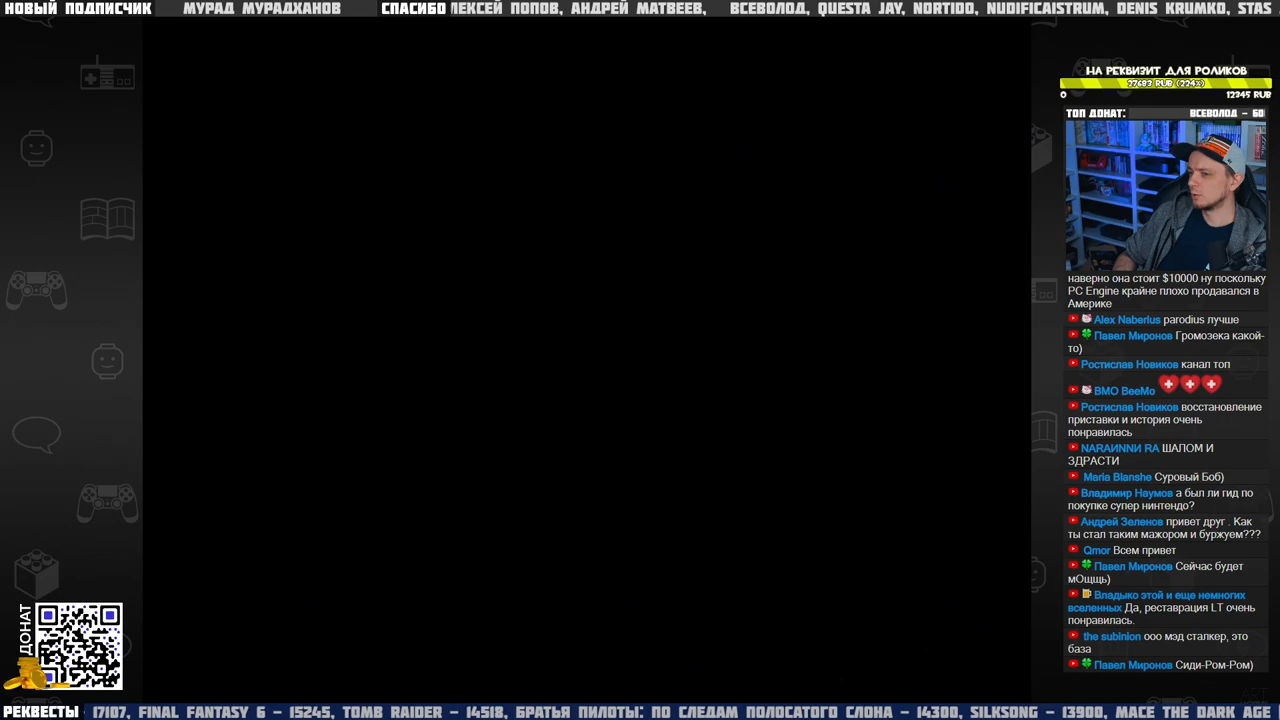 НОВЫЙ ПОДПИСЧИК МУРАД МУРАДХАНОВ СПАСИБО ЛЕКСЕЙ ПОПОВ, АНДРЕЙ МАТВЕЕВ, ВСЕВОЛОД, QUESTA JAY, NORTIDO, NUDIFICAISTRUM, DENIS KRUMKO, STAS
НА РЕКВИЗИТ ДЛЯ РОЛИКОВ
27683 RUB (224%)
0 12345 RUB
ТОП ДОНАТ: ВСЕВОЛОД - 60
наверно она стоит $10000 ну поскольку
PC Engine крайне плохо продавался в
Америке
Alex Naberius parodius лучше
Павел Миронов Громозека какой-
то)
Ростислав Новиков канал топ
BMO BeeMo
Ростислав Новиков восстановление
приставки и история очень
понравилась
NARAИNNИ RA ШАЛОМ И
ЗДРАСТИ
Maria Blanshe Суровый Боб)
Владимир Наумов а был ли гид по
покупке супер нинтендо?
Андрей Зеленов привет друг . Как
ты стал таким мажором и буржуем???
Qmor Всем привет
Павел Миронов Сейчас будет
мОщщь)
Владыко этой и еще немногих
вселенных Да, реставрация LT очень
понравилась.
the subinion ооо мэд сталкер, это
база
Павел Миронов Сиди-Ром-Ром)
ДОНАТ
РЕКВЕСТЫ 17107, FINAL FANTASY 6 - 15245, TOMB RAIDER - 14518, БРАТЬЯ ПИЛОТЫ: ПО СЛЕДАМ ПОЛОСАТОГО СЛОНА - 14300, SILKSONG - 13900, MACE THE DARK AGE